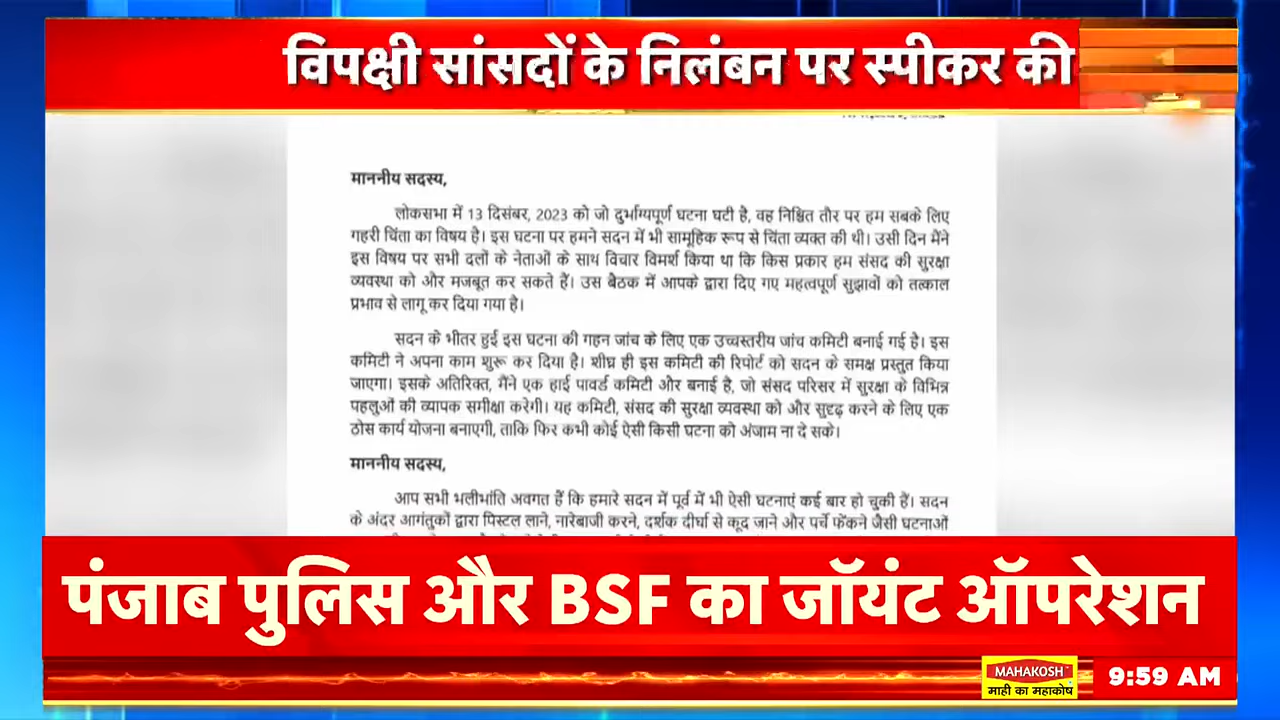 विपक्षी सांसदों के निलंबन पर स्पीकर की
माननीय सदस्य,
लोकसभा में 13 दिसंबर, 2023 को जो दुर्भाग्यपूर्ण घटना घटी है, वह निश्चित तौर पर हम सबके लिए
गहरी चिंता का विषय है। इस घटना पर हमने सदन में भी सामूहिक रूप से चिंता व्यक्त की थी। उसी दिन मैंने
इस विषय पर सभी दलों के नेताओं के साथ विचार विमर्श किया था कि किस प्रकार हम संसद की सुरक्षा
व्यवस्था को और मजबूत कर सकते हैं। उस बैठक में आपके द्वारा दिए गए महत्वपूर्ण सुझावों को तत्काल
प्रभाव से लागू कर दिया गया है।
सदन के भीतर हुई इस घटना की गहन जांच के लिए एक उच्चस्तरीय जांच कमिटी बनाई गई है। इस
कमिटी ने अपना काम शुरू कर दिया है। शीघ्र ही इस कमिटी की रिपोर्ट को सदन के समक्ष प्रस्तुत किया
जाएगा। इसके अतिरिक्त, मैंने एक हाई पावर्ड कमिटी और बनाई है, जो संसद परिसर में सुरक्षा के विभिन्न
पहलुओं की व्यापक समीक्षा करेगी। यह कमिटी, संसद की सुरक्षा व्यवस्था को और सुदृढ़ करने के लिए एक
ठोस कार्य योजना बनाएगी, ताकि फिर कभी कोई ऐसी किसी घटना को अंजाम ना दे सके।
माननीय सदस्य,
आप सभी भलीभांति अवगत हैं कि हमारे सदन में पूर्व में भी ऐसी घटनाएं कई बार हो चुकी हैं। सदन
के अंदर आगंतुकों द्वारा पिस्टल लाने, नारेबाजी करने, दर्शक दीर्घा से कूद जाने और पर्चे फेंकने जैसी घटनाओं
पंजाब पुलिस और BSF का जॉयंट ऑपरेशन
MAHAKOSH
माही का महाकोष
9:59 AM